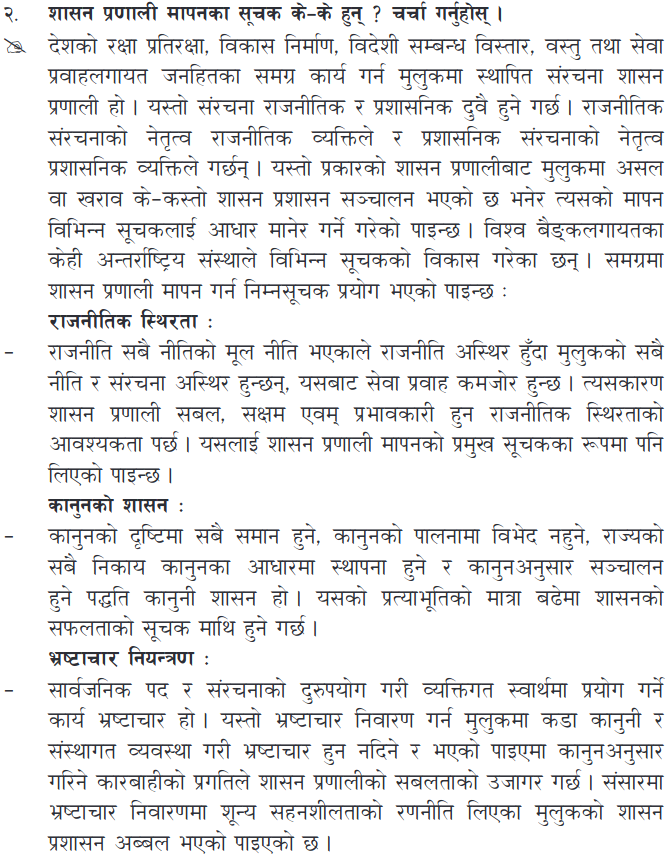 २. शासन प्रणाली मापनका सूचक के-के हुन् ? चर्चा गर्नुहोस् ।
देशको रक्षा प्रतिरक्षा, विकास निर्माण, विदेशी सम्बन्ध विस्तार, वस्तु तथा सेवा
प्रवाहलगायत जनहितका समग्र कार्य गर्न मुलुकमा स्थापित संरचना शासन
प्रणाली हो । यस्तो संरचना राजनीतिक र प्रशासनिक दुवै हुने गर्छ । राजनीतिक
संरचनाको नेतृत्व राजनीतिक व्यक्तिले र प्रशासनिक संरचनाको नेतृत्व
प्रशासनिक व्यक्तिले गर्छन् । यस्तो प्रकारको शासन प्रणालीबाट मुलुकमा असल
वा खराव के-कस्तो शासन प्रशासन सञ्चालन भएको छ भनेर त्यसको मापन
विभिन्न सूचकलाई आधार मानेर गर्ने गरेको पाइन्छ । विश्व बैङ्कलगायतका
केही अन्तर्राष्ट्रिय संस्थाले विभिन्न सूचकको विकास गरेका छन् । समग्रमा
शासन प्रणाली मापन गर्न निम्नसूचक प्रयोग भएको पाइन्छ :
राजनीतिक स्थिरता :
– राजनीति सबै नीतिको मूल नीति भएकाले राजनीति अस्थिर हुँदा मुलुकको सबै
नीति र संरचना अस्थिर हुन्छन्, यसबाट सेवा प्रवाह कमजोर हुन्छ । त्यसकारण
शासन प्रणाली सबल, सक्षम एवम् प्रभावकारी हुन राजनीतिक स्थिरताको
आवश्यकता पर्छ । यसलाई शासन प्रणाली मापनको प्रमुख सूचकका रूपमा पनि
लिएको पाइन्छ ।
कानुनको शासन :
– कानुनको दृष्टिमा सबै समान हुने, कानुनको पालनामा विभेद नहुने, राज्यको
सबै निकाय कानुनका आधारमा स्थापना हुने र कानुनअनुसार सञ्चालन
हुने पद्धति कानुनी शासन हो । यसको प्रत्याभूतिको मात्रा बढेमा शासनको
सफलताको सूचक माथि हुने गर्छ ।
भ्रष्टाचार नियन्त्रण :
– सार्वजनिक पद र संरचनाको दुरुपयोग गरी व्यक्तिगत स्वार्थमा प्रयोग गर्ने
कार्य भ्रष्टाचार हो । यस्तो भ्रष्टाचार निवारण गर्न मुलुकमा कडा कानुनी र
संस्थागत व्यवस्था गरी भ्रष्टाचार हुन नदिने र भएको पाइएमा कानुनअनुसार
गरिने कारबाहीको प्रगतिले शासन प्रणालीको सबलताको उजागर गर्छ । संसारमा
भ्रष्टाचार निवारणमा शून्य सहनशीलताको रणनीति लिएका मुलुकको शासन
प्रशासन अब्बल भएको पाइएको छ ।